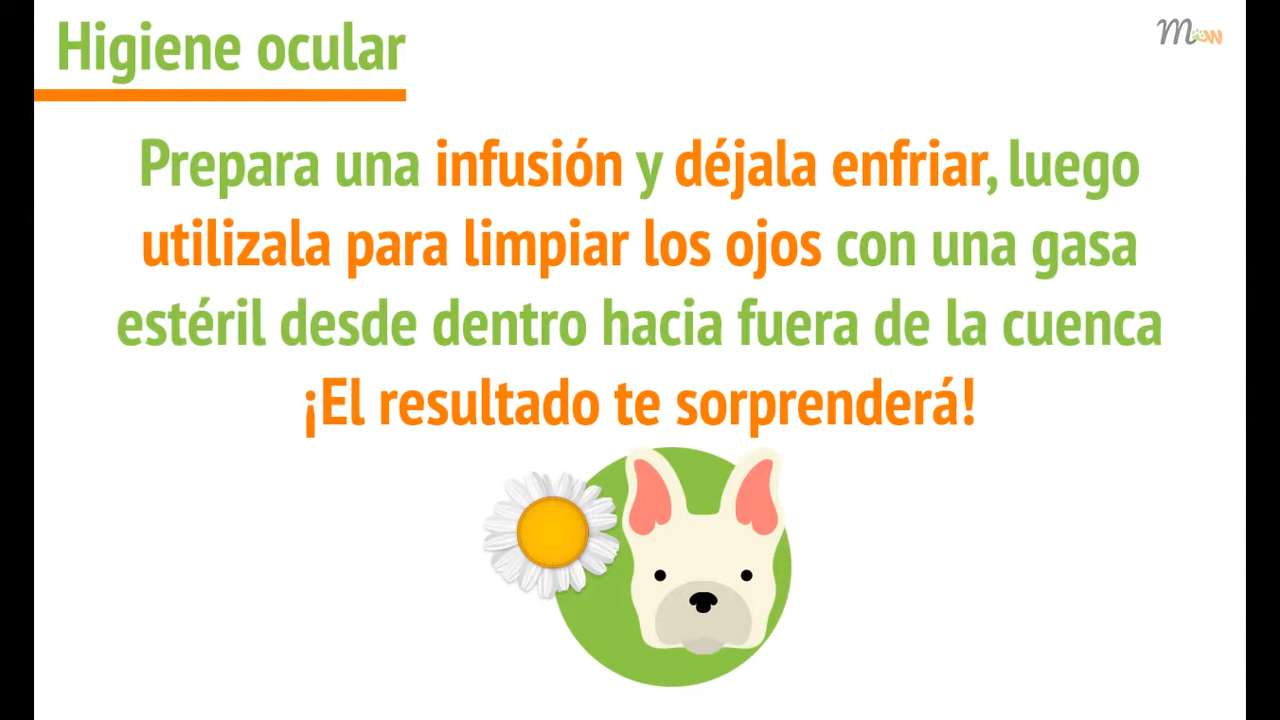 Higiene ocular
Mow
Prepara una infusión y déjala enfriar, luego
utilizala para limpiar los ojos con una gasa
estéril desde dentro hacia fuera de la cuenca
¡El resultado te sorprenderá!